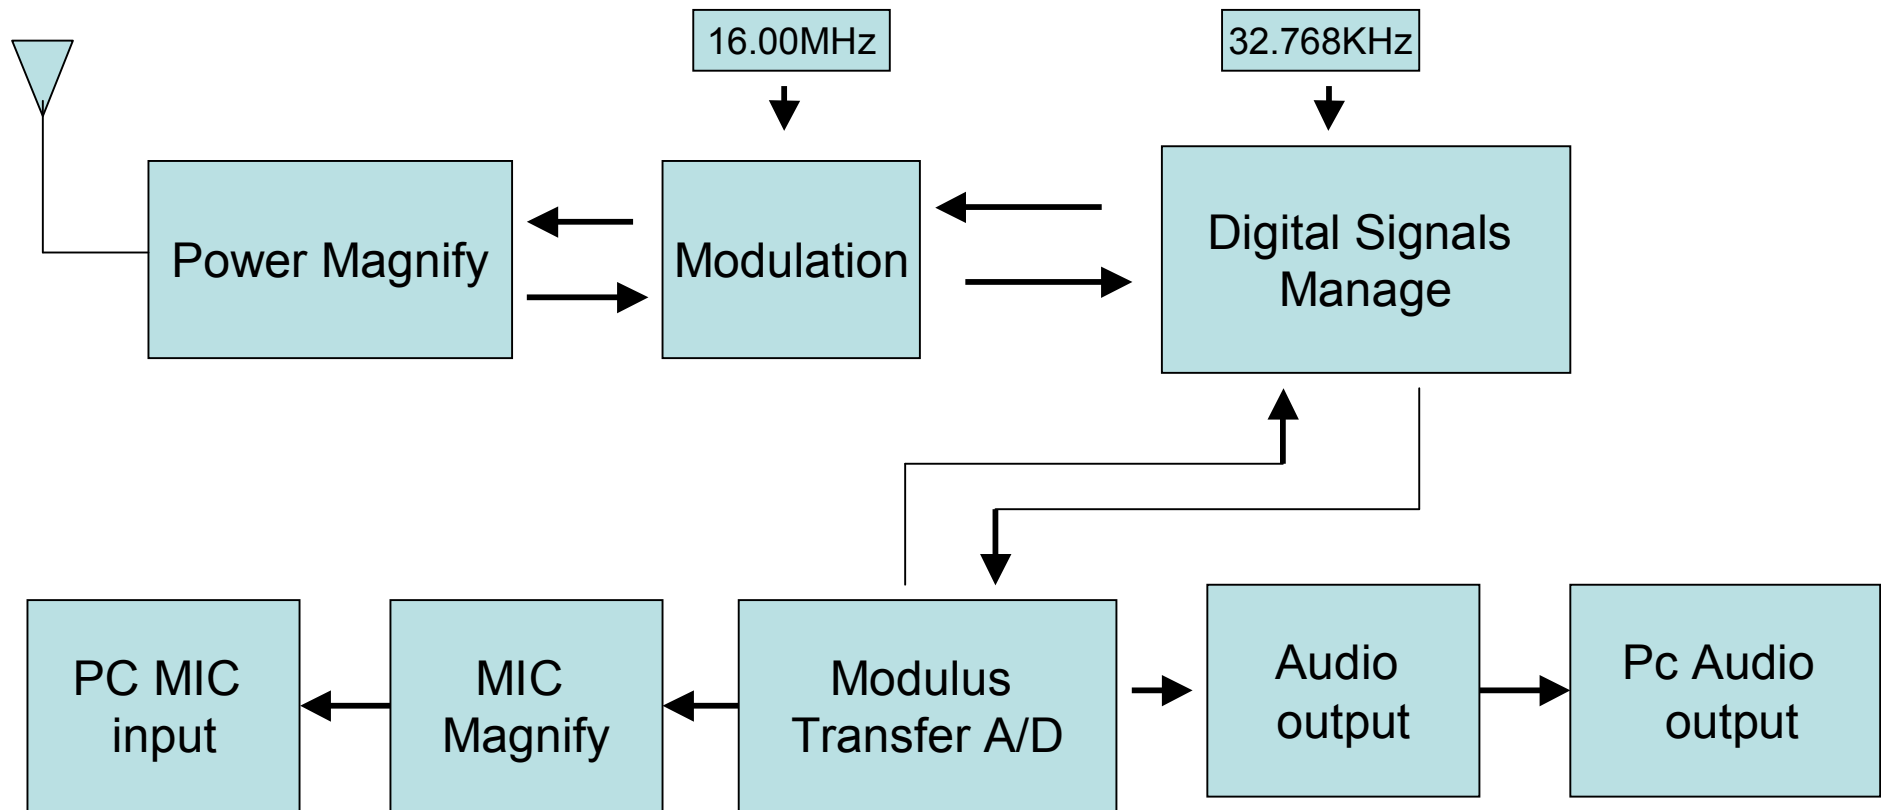 16.00MHz
32.768KHz
Power Magnify
Modulation
Digital Signals
Manage
PC MIC
input
MIC
Magnify
Modulus
Transfer A/D
Audio
output
Pc Audio
output